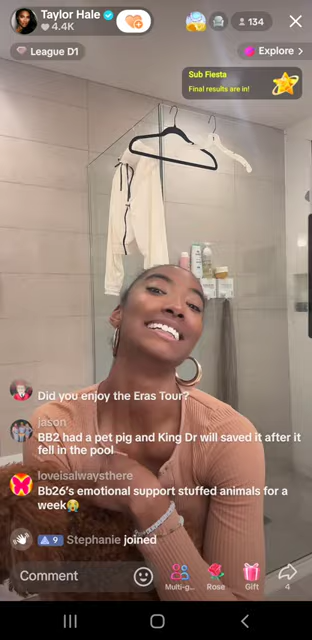 Taylor Hale
4.4K
134
League D1
Explore >
Sub Fiesta
Final results are in!
Did you enjoy the Eras Tour?
jason
BB2 had a pet pig and King Dr will saved it after it
fell in the pool
loveisalwaysthere
Bb26's emotional support stuffed animals for a
week😭
9 Stephanie joined
Comment
Multi-g...
Rose
Gift
4